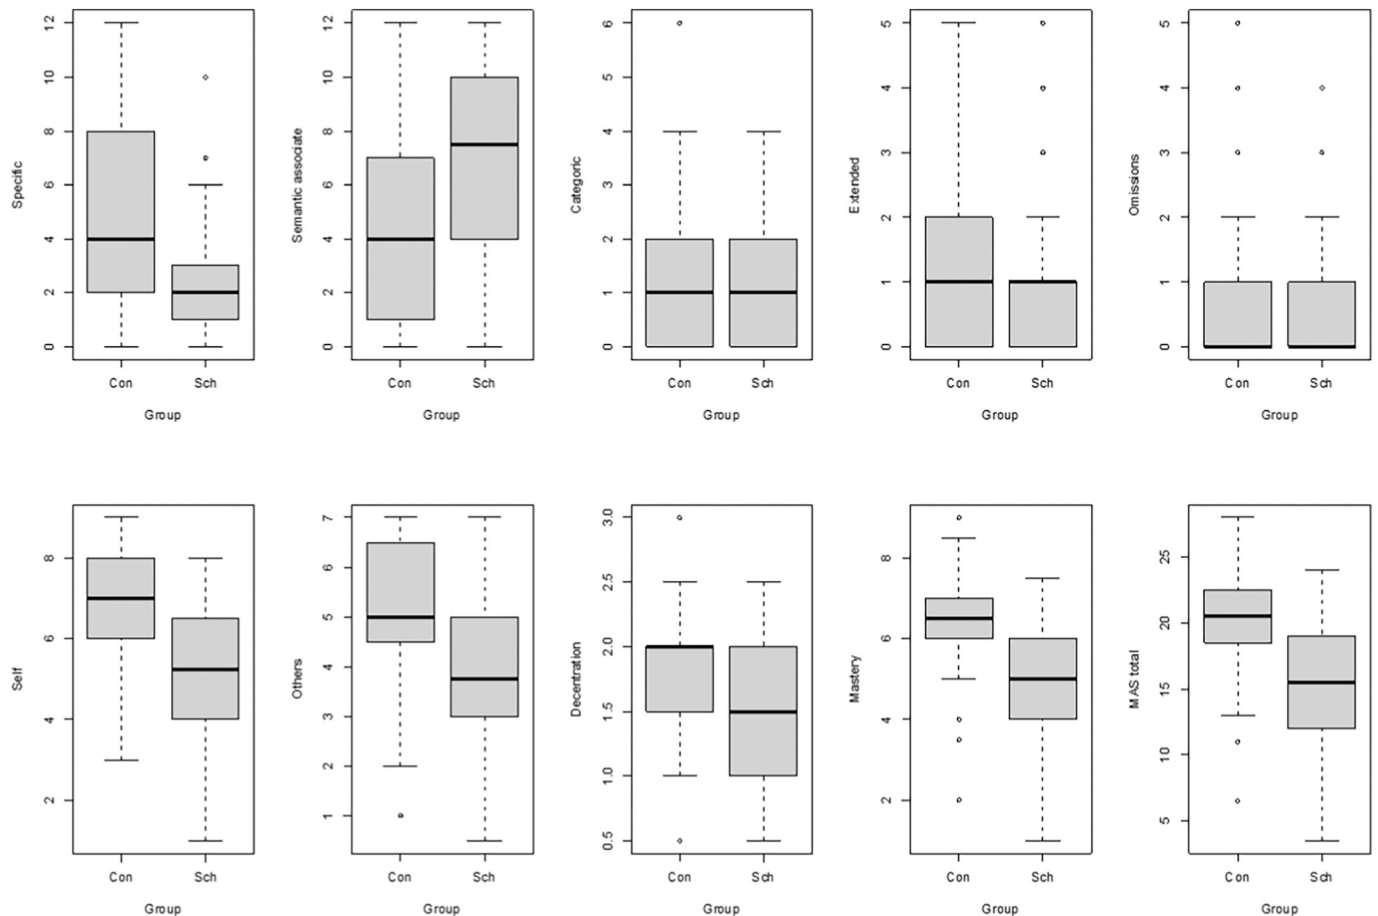 Specific
12
10
8
6
4
2
0
Con Sch
Group
Semantic associate
12
10
8
6
4
2
0
Con Sch
Group
Categoric
6
5
4
3
2
1
0
Con Sch
Group
Extended
5
4
3
2
1
0
Con Sch
Group
Omissions
5
4
3
2
1
0
Con Sch
Group
Self
8
6
4
2
Con Sch
Group
Others
7
6
5
4
3
2
1
Con Sch
Group
Decentration
3.0
2.5
2.0
1.5
1.0
0.5
Con Sch
Group
Mastery
8
6
4
2
Con Sch
Group
MAS total
25
20
15
10
5
Con Sch
Group